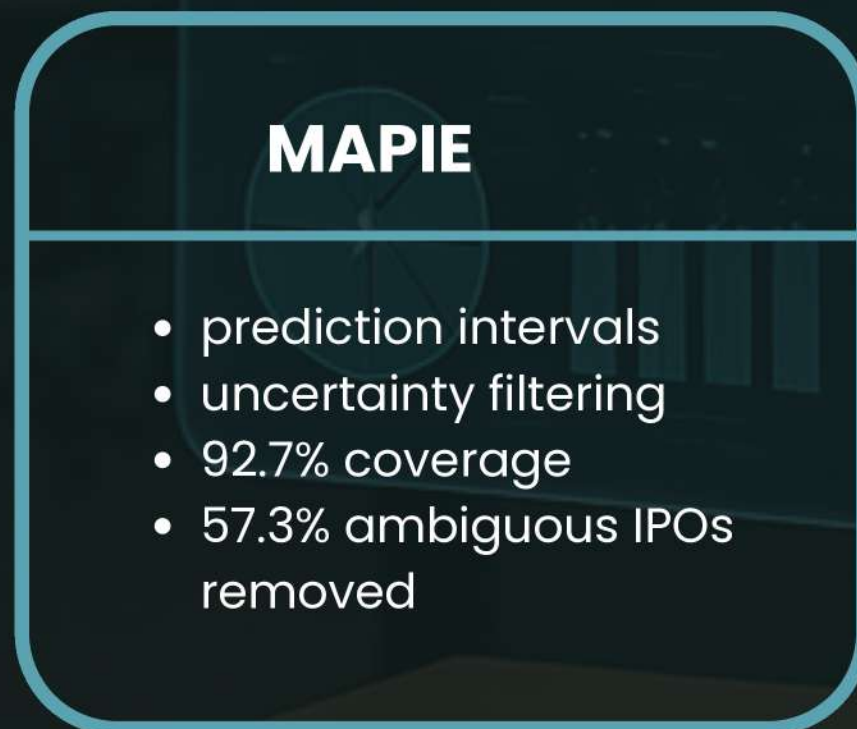 MAPIE
• prediction intervals
• uncertainty filtering
• 92.7% coverage
• 57.3% ambiguous IPOs
removed